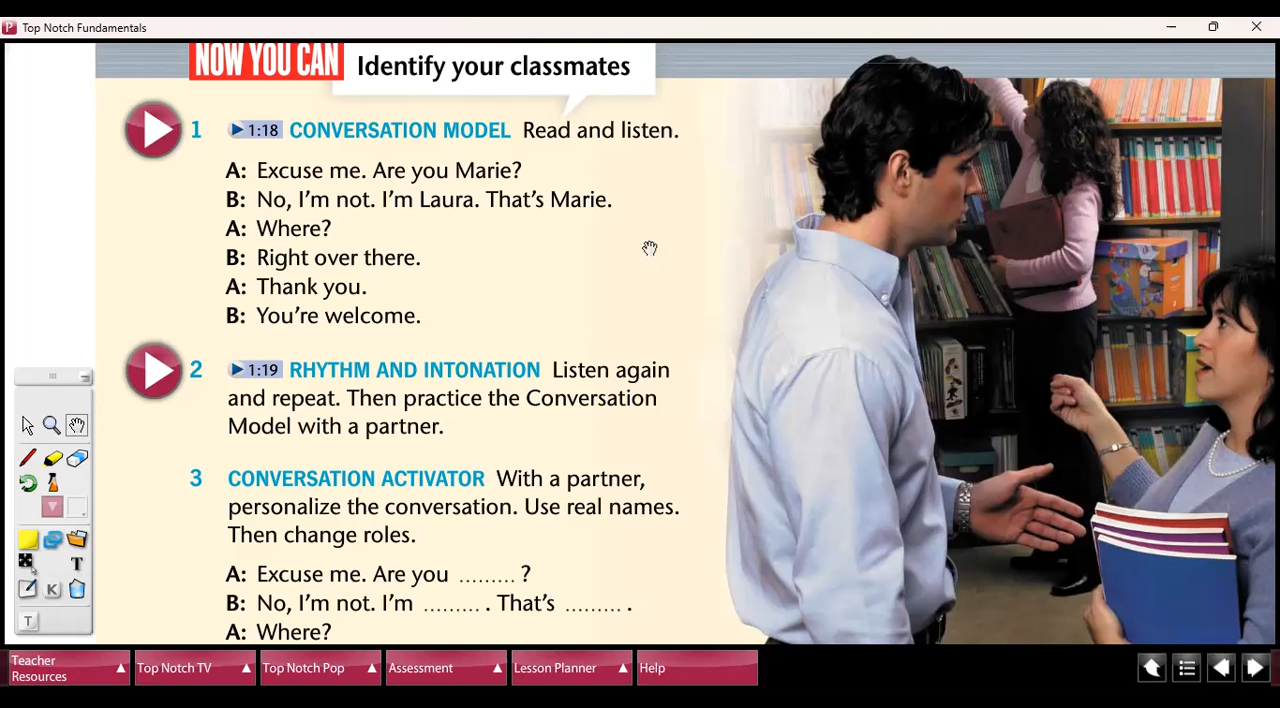 Top Notch Fundamentals
NOW YOU CAN Identify your classmates
1 1:18 CONVERSATION MODEL Read and listen.
A: Excuse me. Are you Marie?
B: No, I'm not. I'm Laura. That's Marie.
A: Where?
B: Right over there.
A: Thank you.
B: You're welcome.
2 1:19 RHYTHM AND INTONATION Listen again
and repeat. Then practice the Conversation
Model with a partner.
3 CONVERSATION ACTIVATOR With a partner,
personalize the conversation. Use real names.
Then change roles.
A: Excuse me. Are you ......... ?
B: No, I'm not. I'm ......... . That's ......... .
A: Where?
T
K
T
Teacher
Resources
Top Notch TV
Top Notch Pop
Assessment
Lesson Planner
Help